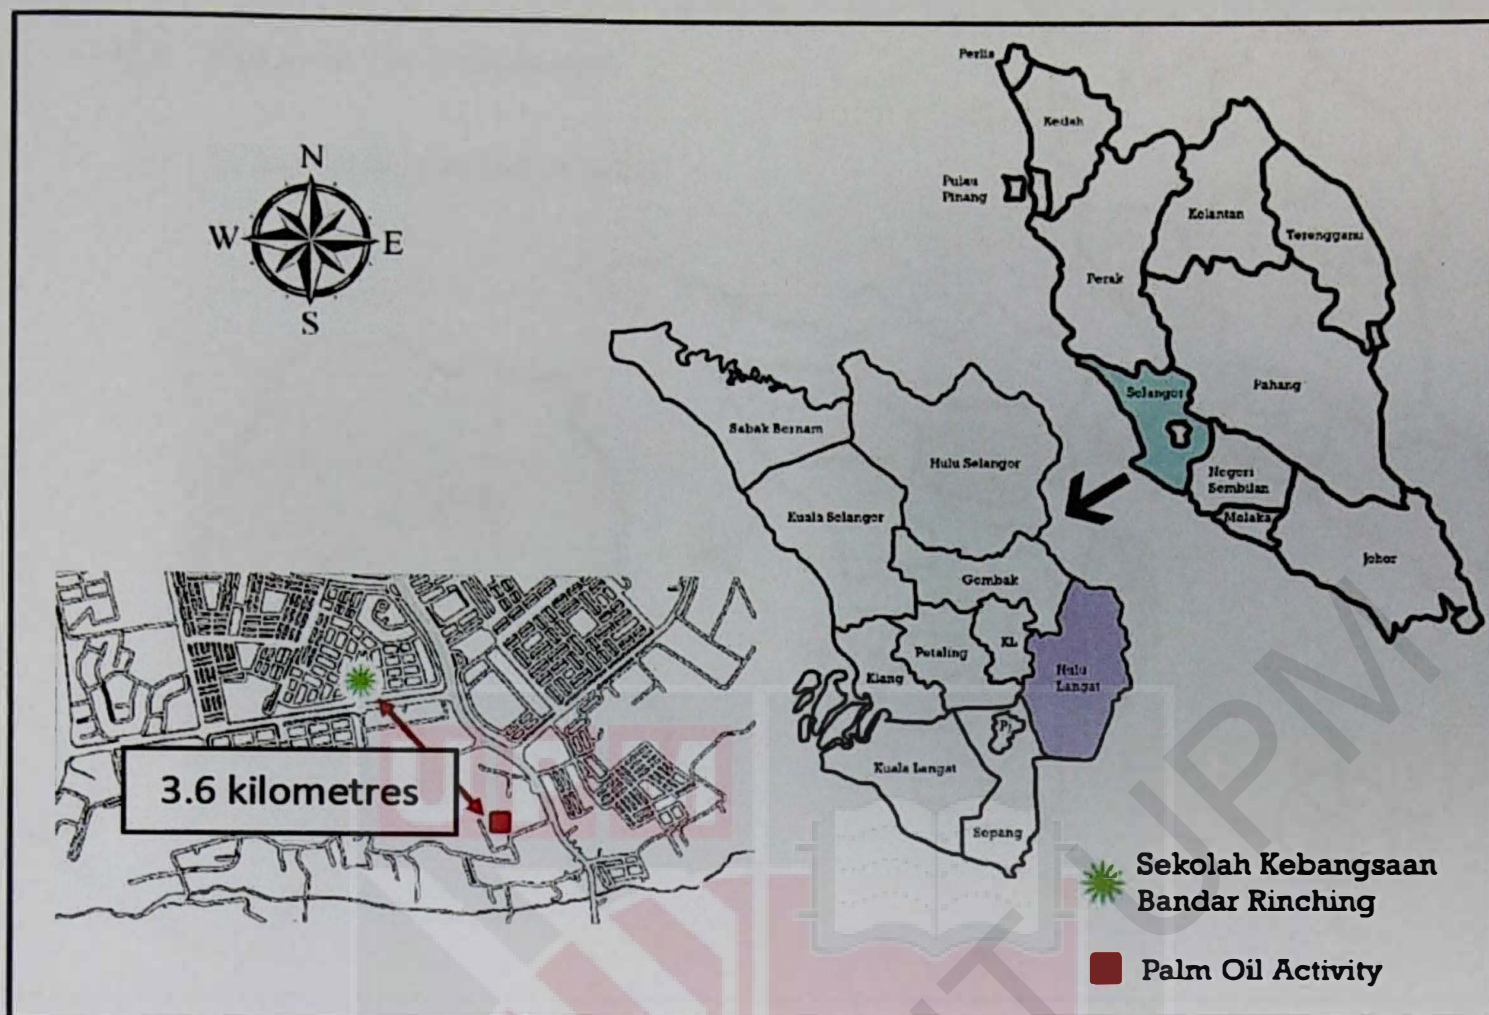 Perlis
Kedah
Pulau
Pinang
Kelantan
Terengganu
Perak
Pahang
Selangor
Negeri
Sembilan
Melaka
Johor
N
W
E
S
Sabak Bernam
Hulu Selangor
Kuala Selangor
Gombak
Petaling
KL
Klang
Hulu
Langat
Pj
Kuala Langat
Sepang
3.6 kilometres
Sekolah Kebangsaan
Bandar Rinching
Palm Oil Activity
UPM